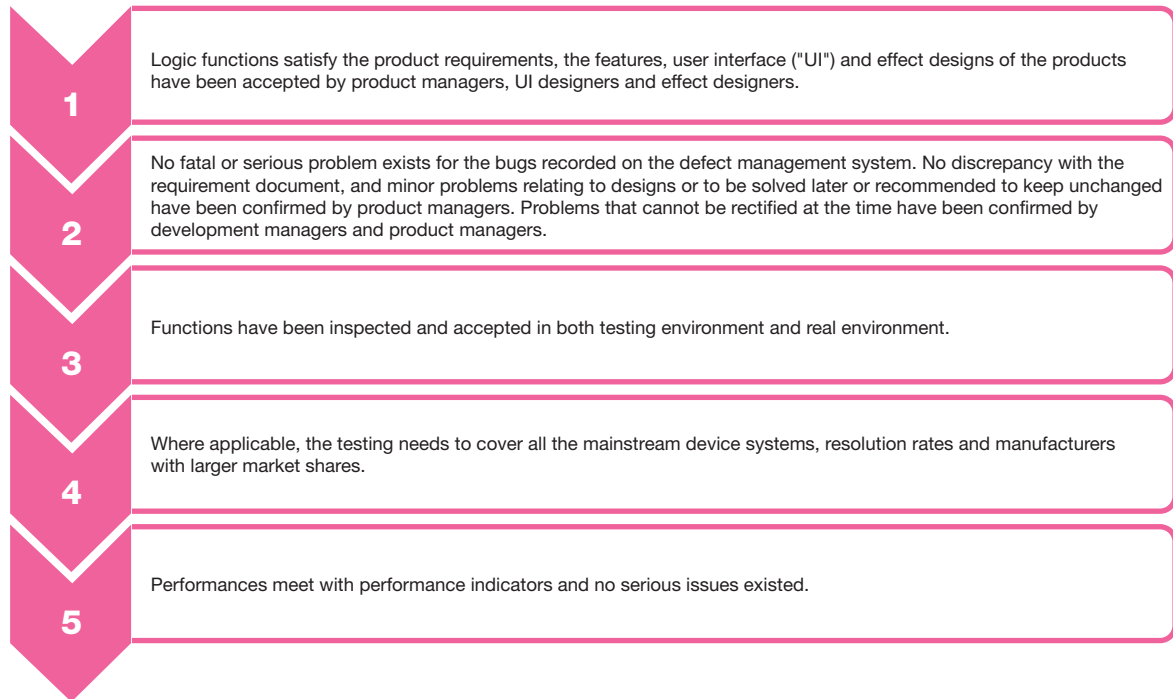 1
Logic functions satisfy the product requirements, the features, user interface ("UI") and effect designs of the products
have been accepted by product managers, UI designers and effect designers.
2
No fatal or serious problem exists for the bugs recorded on the defect management system. No discrepancy with the
requirement document, and minor problems relating to designs or to be solved later or recommended to keep unchanged
have been confirmed by product managers. Problems that cannot be rectified at the time have been confirmed by
development managers and product managers.
3
Functions have been inspected and accepted in both testing environment and real environment.
4
Where applicable, the testing needs to cover all the mainstream device systems, resolution rates and manufacturers
with larger market shares.
5
Performances meet with performance indicators and no serious issues existed.